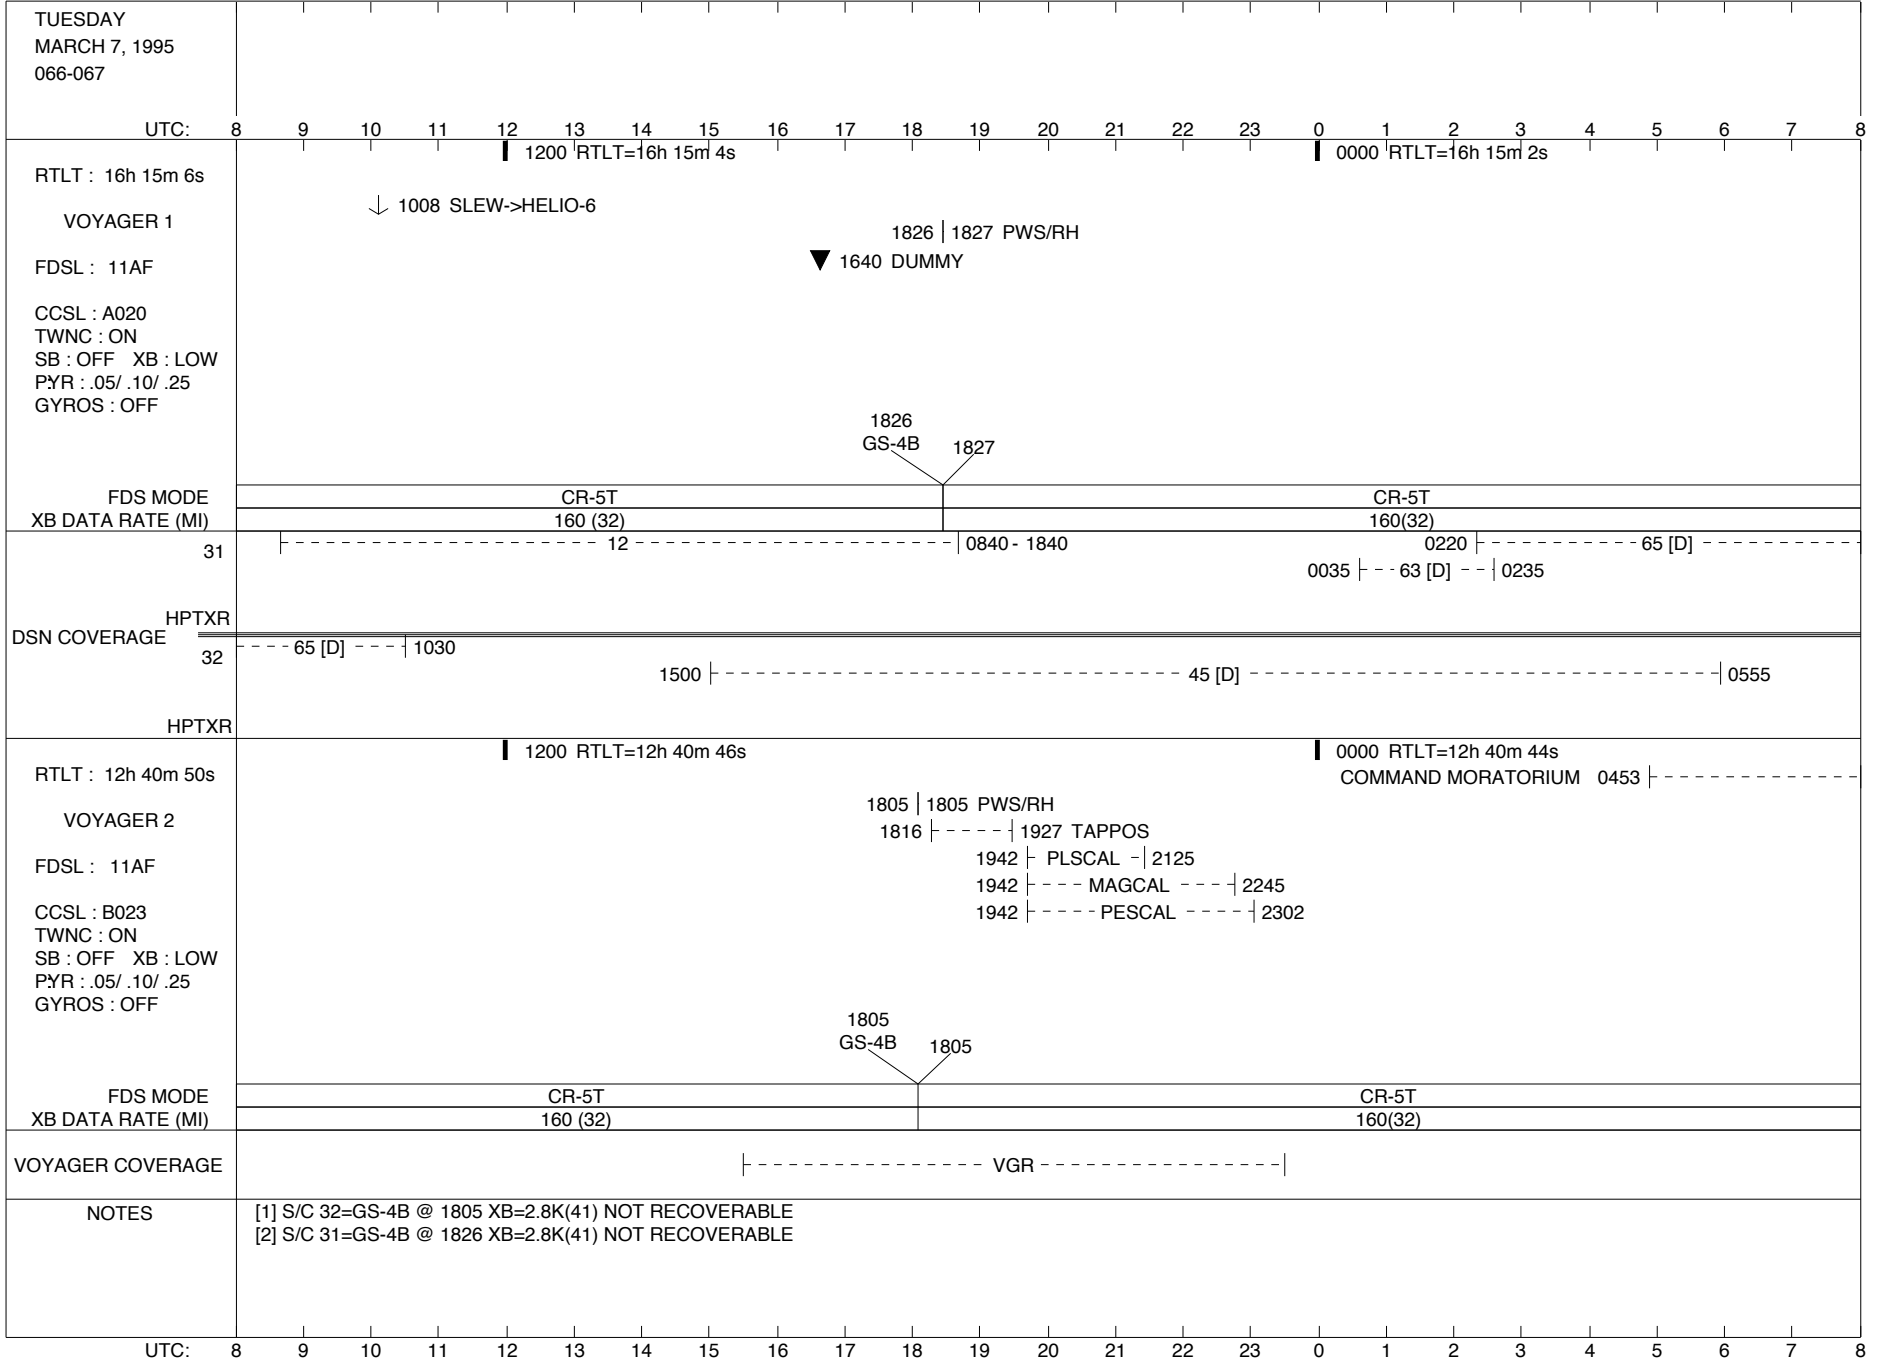 TUESDAY
MARCH 7, 1995
066-067
UTC: 8 9 10 11 12 13 14 15 16 17 18 19 20 21 22 23 0 1 2 3 4 5 6 7 8
1200 RTLT=16h 15m 4s 0000 RTLT=16h 15m 2s
RTLT : 16h 15m 6s
1008 SLEW->HELIO-6
VOYAGER 1
1826 1827 PWS/RH
FDSL : 11AF
1640 DUMMY
CCSL : A020
TWNC : ON
SB : OFF XB : LOW
P:YR : .05/ .10/ .25
GYROS : OFF
1826
GS-4B 1827
FDS MODE CR-5T CR-5T
XB DATA RATE (MI) 160 (32) 160(32)
31 12 0840 - 1840 0220 65 [D]
0035 63 [D] 0235
HPTXR
DSN COVERAGE
32 65 [D] 1030
1500 45 [D] 0555
HPTXR
1200 RTLT=12h 40m 46s 0000 RTLT=12h 40m 44s
RTLT : 12h 40m 50s COMMAND MORATORIUM 0453
1805 1805 PWS/RH
VOYAGER 2
1816 1927 TAPPOS
1942 PLSCAL 2125
FDSL : 11AF
1942 MAGCAL 2245
CCSL : B023 1942 PESCAL 2302
TWNC : ON
SB : OFF XB : LOW
P:YR : .05/ .10/ .25
GYROS : OFF
1805
GS-4B 1805
FDS MODE CR-5T CR-5T
XB DATA RATE (MI) 160 (32) 160(32)
VOYAGER COVERAGE VGR
NOTES [1] S/C 32=GS-4B @ 1805 XB=2.8K(41) NOT RECOVERABLE
[2] S/C 31=GS-4B @ 1826 XB=2.8K(41) NOT RECOVERABLE
UTC: 8 9 10 11 12 13 14 15 16 17 18 19 20 21 22 23 0 1 2 3 4 5 6 7 8